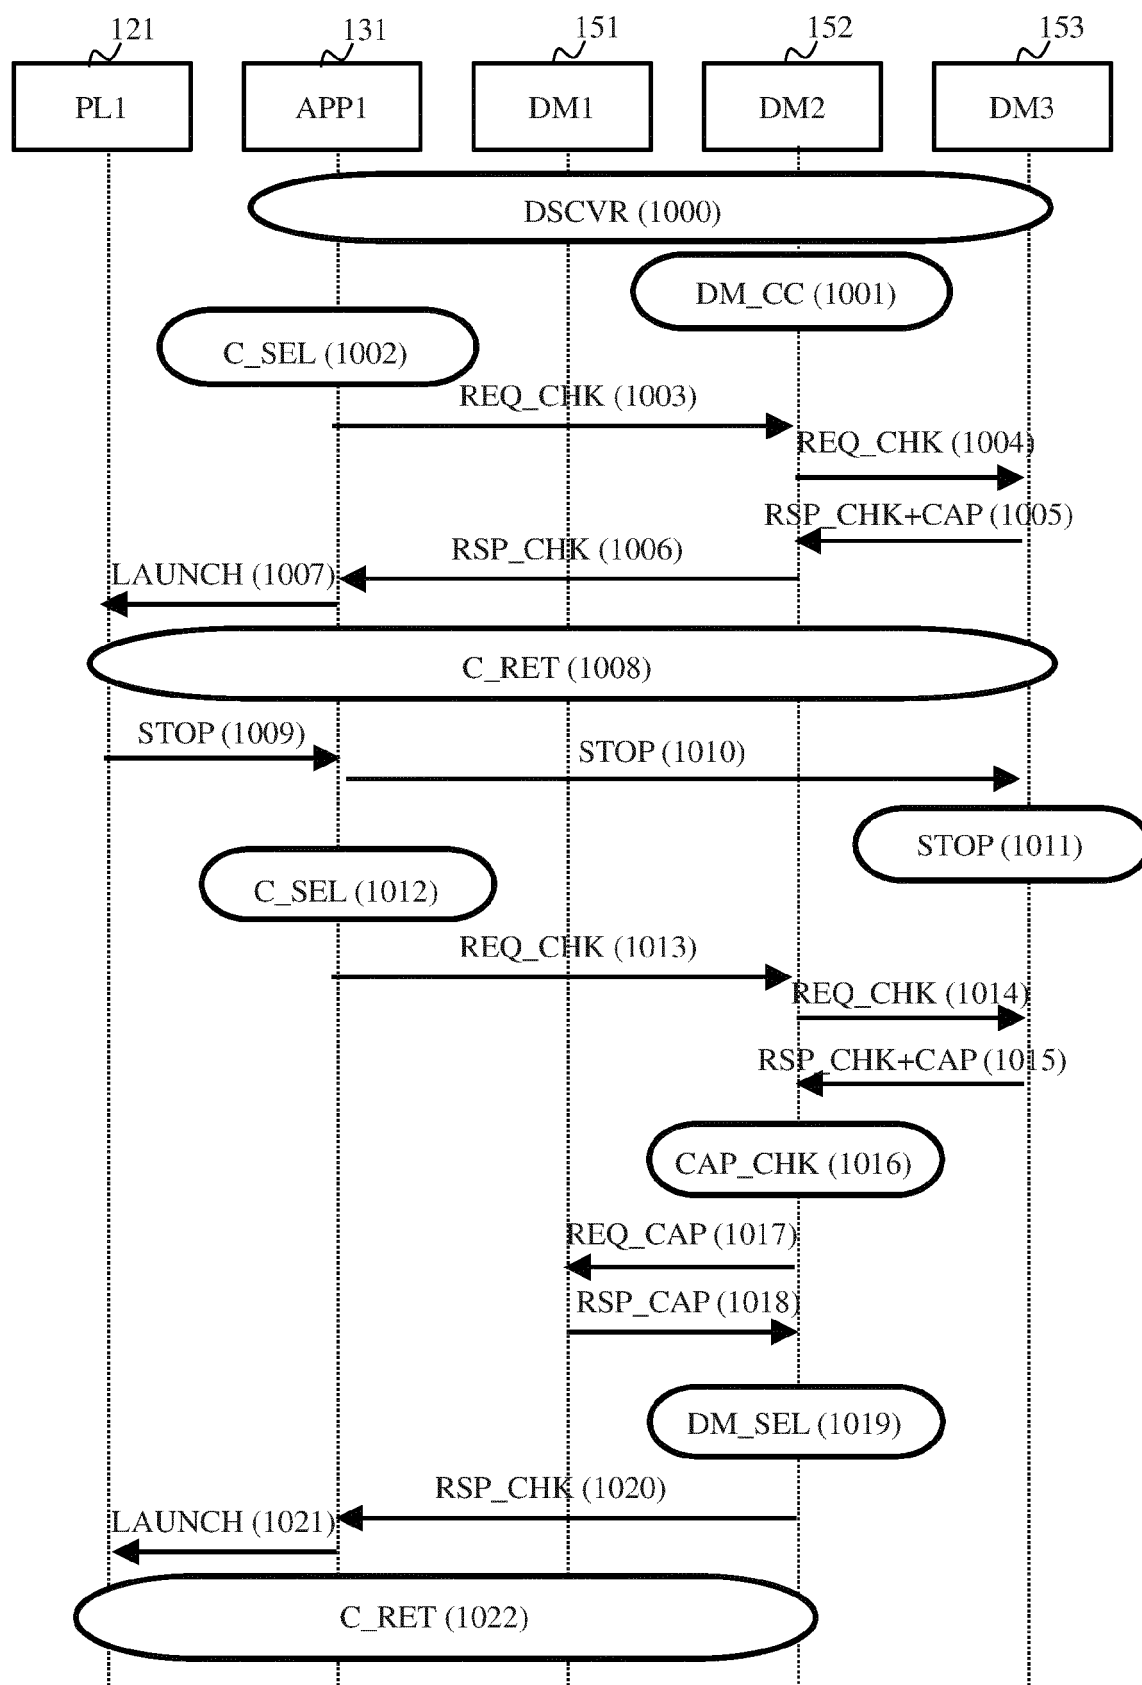 121 131 151 152 153
PL1 APP1 DM1 DM2 DM3
DSCVR (1000)
DM_CC (1001)
C_SEL (1002)
REQ_CHK (1003)
REQ_CHK (1004)
RSP_CHK+CAP (1005)
RSP_CHK (1006)
LAUNCH (1007)
C_RET (1008)
STOP (1009)
STOP (1010)
STOP (1011)
C_SEL (1012)
REQ_CHK (1013)
REQ_CHK (1014)
RSP_CHK+CAP (1015)
CAP_CHK (1016)
REQ_CAP (1017)
RSP_CAP (1018)
DM_SEL (1019)
RSP_CHK (1020)
LAUNCH (1021)
C_RET (1022)